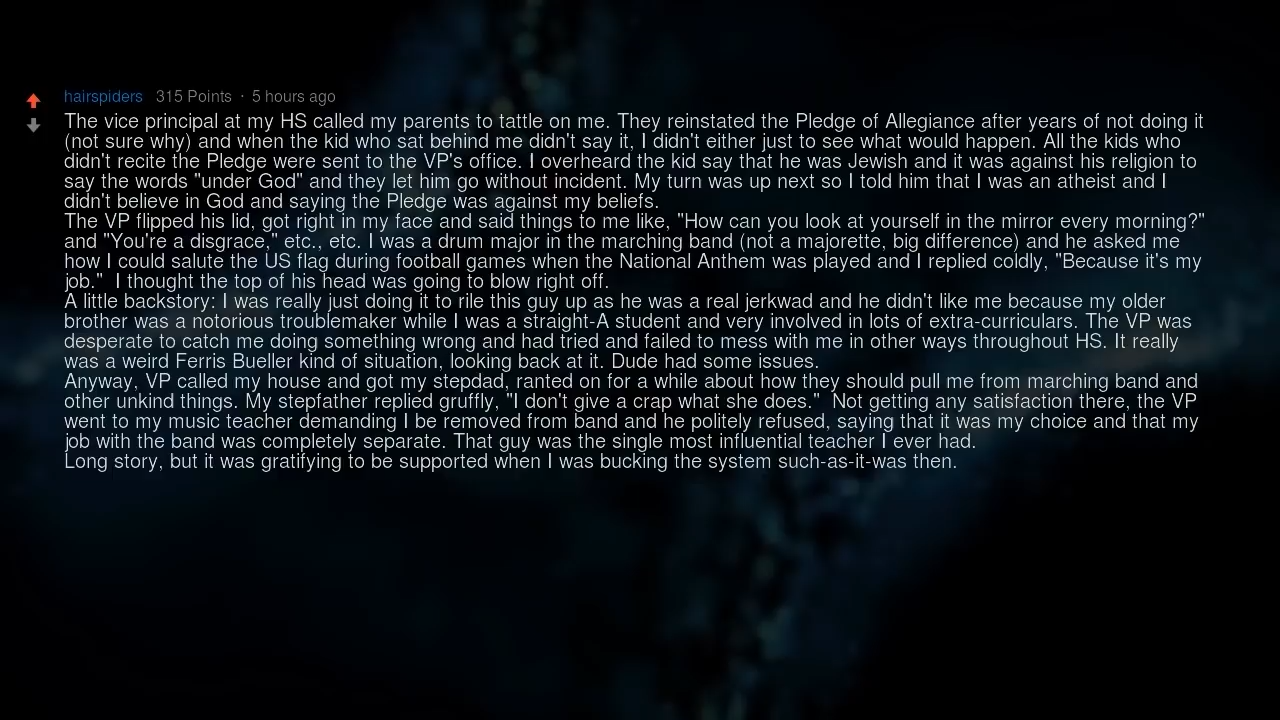 hairspiders 315 Points · 5 hours ago
The vice principal at my HS called my parents to tattle on me. They reinstated the Pledge of Allegiance after years of not doing it
(not sure why) and when the kid who sat behind me didn't say it, I didn't either just to see what would happen. All the kids who
didn't recite the Pledge were sent to the VP's office. I overheard the kid say that he was Jewish and it was against his religion to
say the words "under God" and they let him go without incident. My turn was up next so I told him that I was an atheist and I
didn't believe in God and saying the Pledge was against my beliefs.
The VP flipped his lid, got right in my face and said things to me like, "How can you look at yourself in the mirror every morning?"
and "You're a disgrace," etc., etc. I was a drum major in the marching band (not a majorette, big difference) and he asked me
how I could salute the US flag during football games when the National Anthem was played and I replied coldly, "Because it's my
job."  I thought the top of his head was going to blow right off.
A little backstory: I was really just doing it to rile this guy up as he was a real jerkwad and he didn't like me because my older
brother was a notorious troublemaker while I was a straight-A student and very involved in lots of extra-curriculars. The VP was
desperate to catch me doing something wrong and had tried and failed to mess with me in other ways throughout HS. It really
was a weird Ferris Bueller kind of situation, looking back at it. Dude had some issues.
Anyway, VP called my house and got my stepdad, ranted on for a while about how they should pull me from marching band and
other unkind things. My stepfather replied gruffly, "I don't give a crap what she does."  Not getting any satisfaction there, the VP
went to my music teacher demanding I be removed from band and he politely refused, saying that it was my choice and that my
job with the band was completely separate. That guy was the single most influential teacher I ever had.
Long story, but it was gratifying to be supported when I was bucking the system such-as-it-was then.